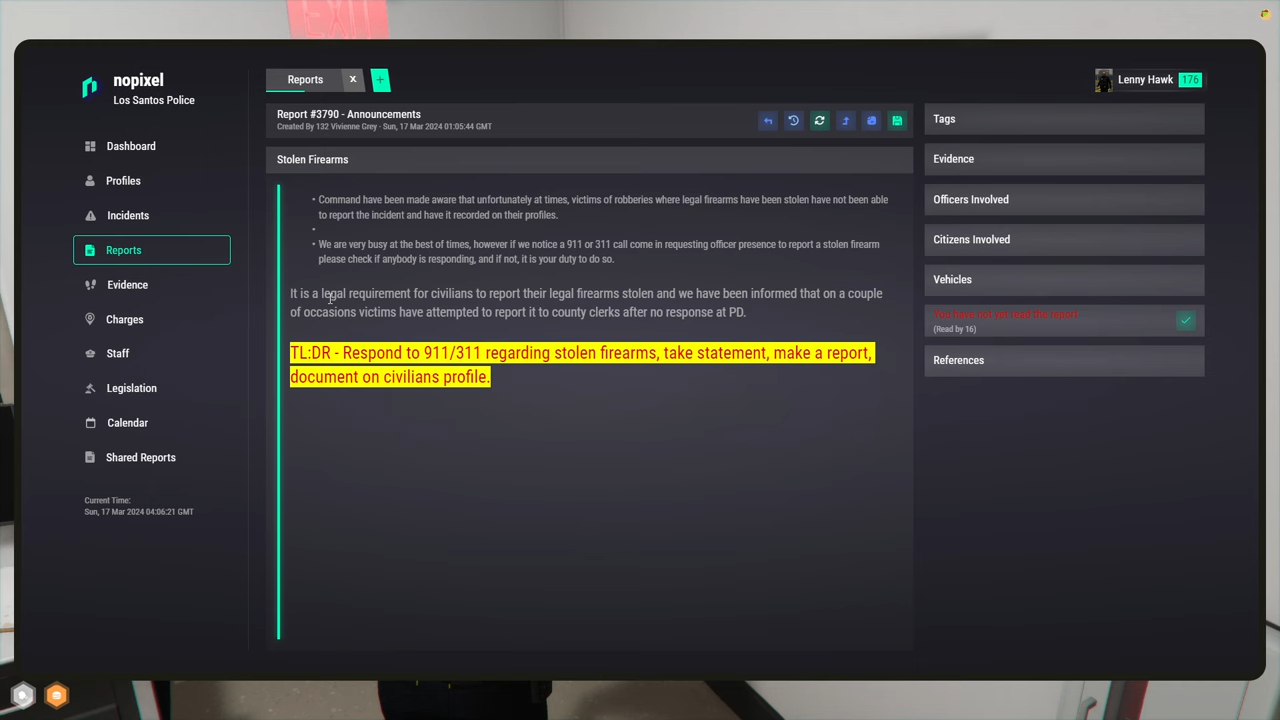 EXIT
nopixel
Los Santos Police
Dashboard
Profiles
Incidents
Reports
Evidence
Charges
Staff
Legislation
Calendar
Shared Reports
Current Time:
Sun, 17 Mar 2024 04:06:21 GMT
Reports x +
Report #3790 - Announcements
Created By 132 Vivienne Grey - Sun, 17 Mar 2024 01:05:44 GMT
Stolen Firearms
• Command have been made aware that unfortunately at times, victims of robberies where legal firearms have been stolen have not been able
to report the incident and have it recorded on their profiles.
•
• We are very busy at the best of times, however if we notice a 911 or 311 call come in requesting officer presence to report a stolen firearm
please check if anybody is responding, and if not, it is your duty to do so.
It is a legal requirement for civilians to report their legal firearms stolen and we have been informed that on a couple
of occasions victims have attempted to report it to county clerks after no response at PD.
TL:DR - Respond to 911/311 regarding stolen firearms, take statement, make a report,
document on civilians profile.
Lenny Hawk 176
Tags
Evidence
Officers Involved
Citizens Involved
Vehicles
You have not yet read the report!
(Read by 16)
References